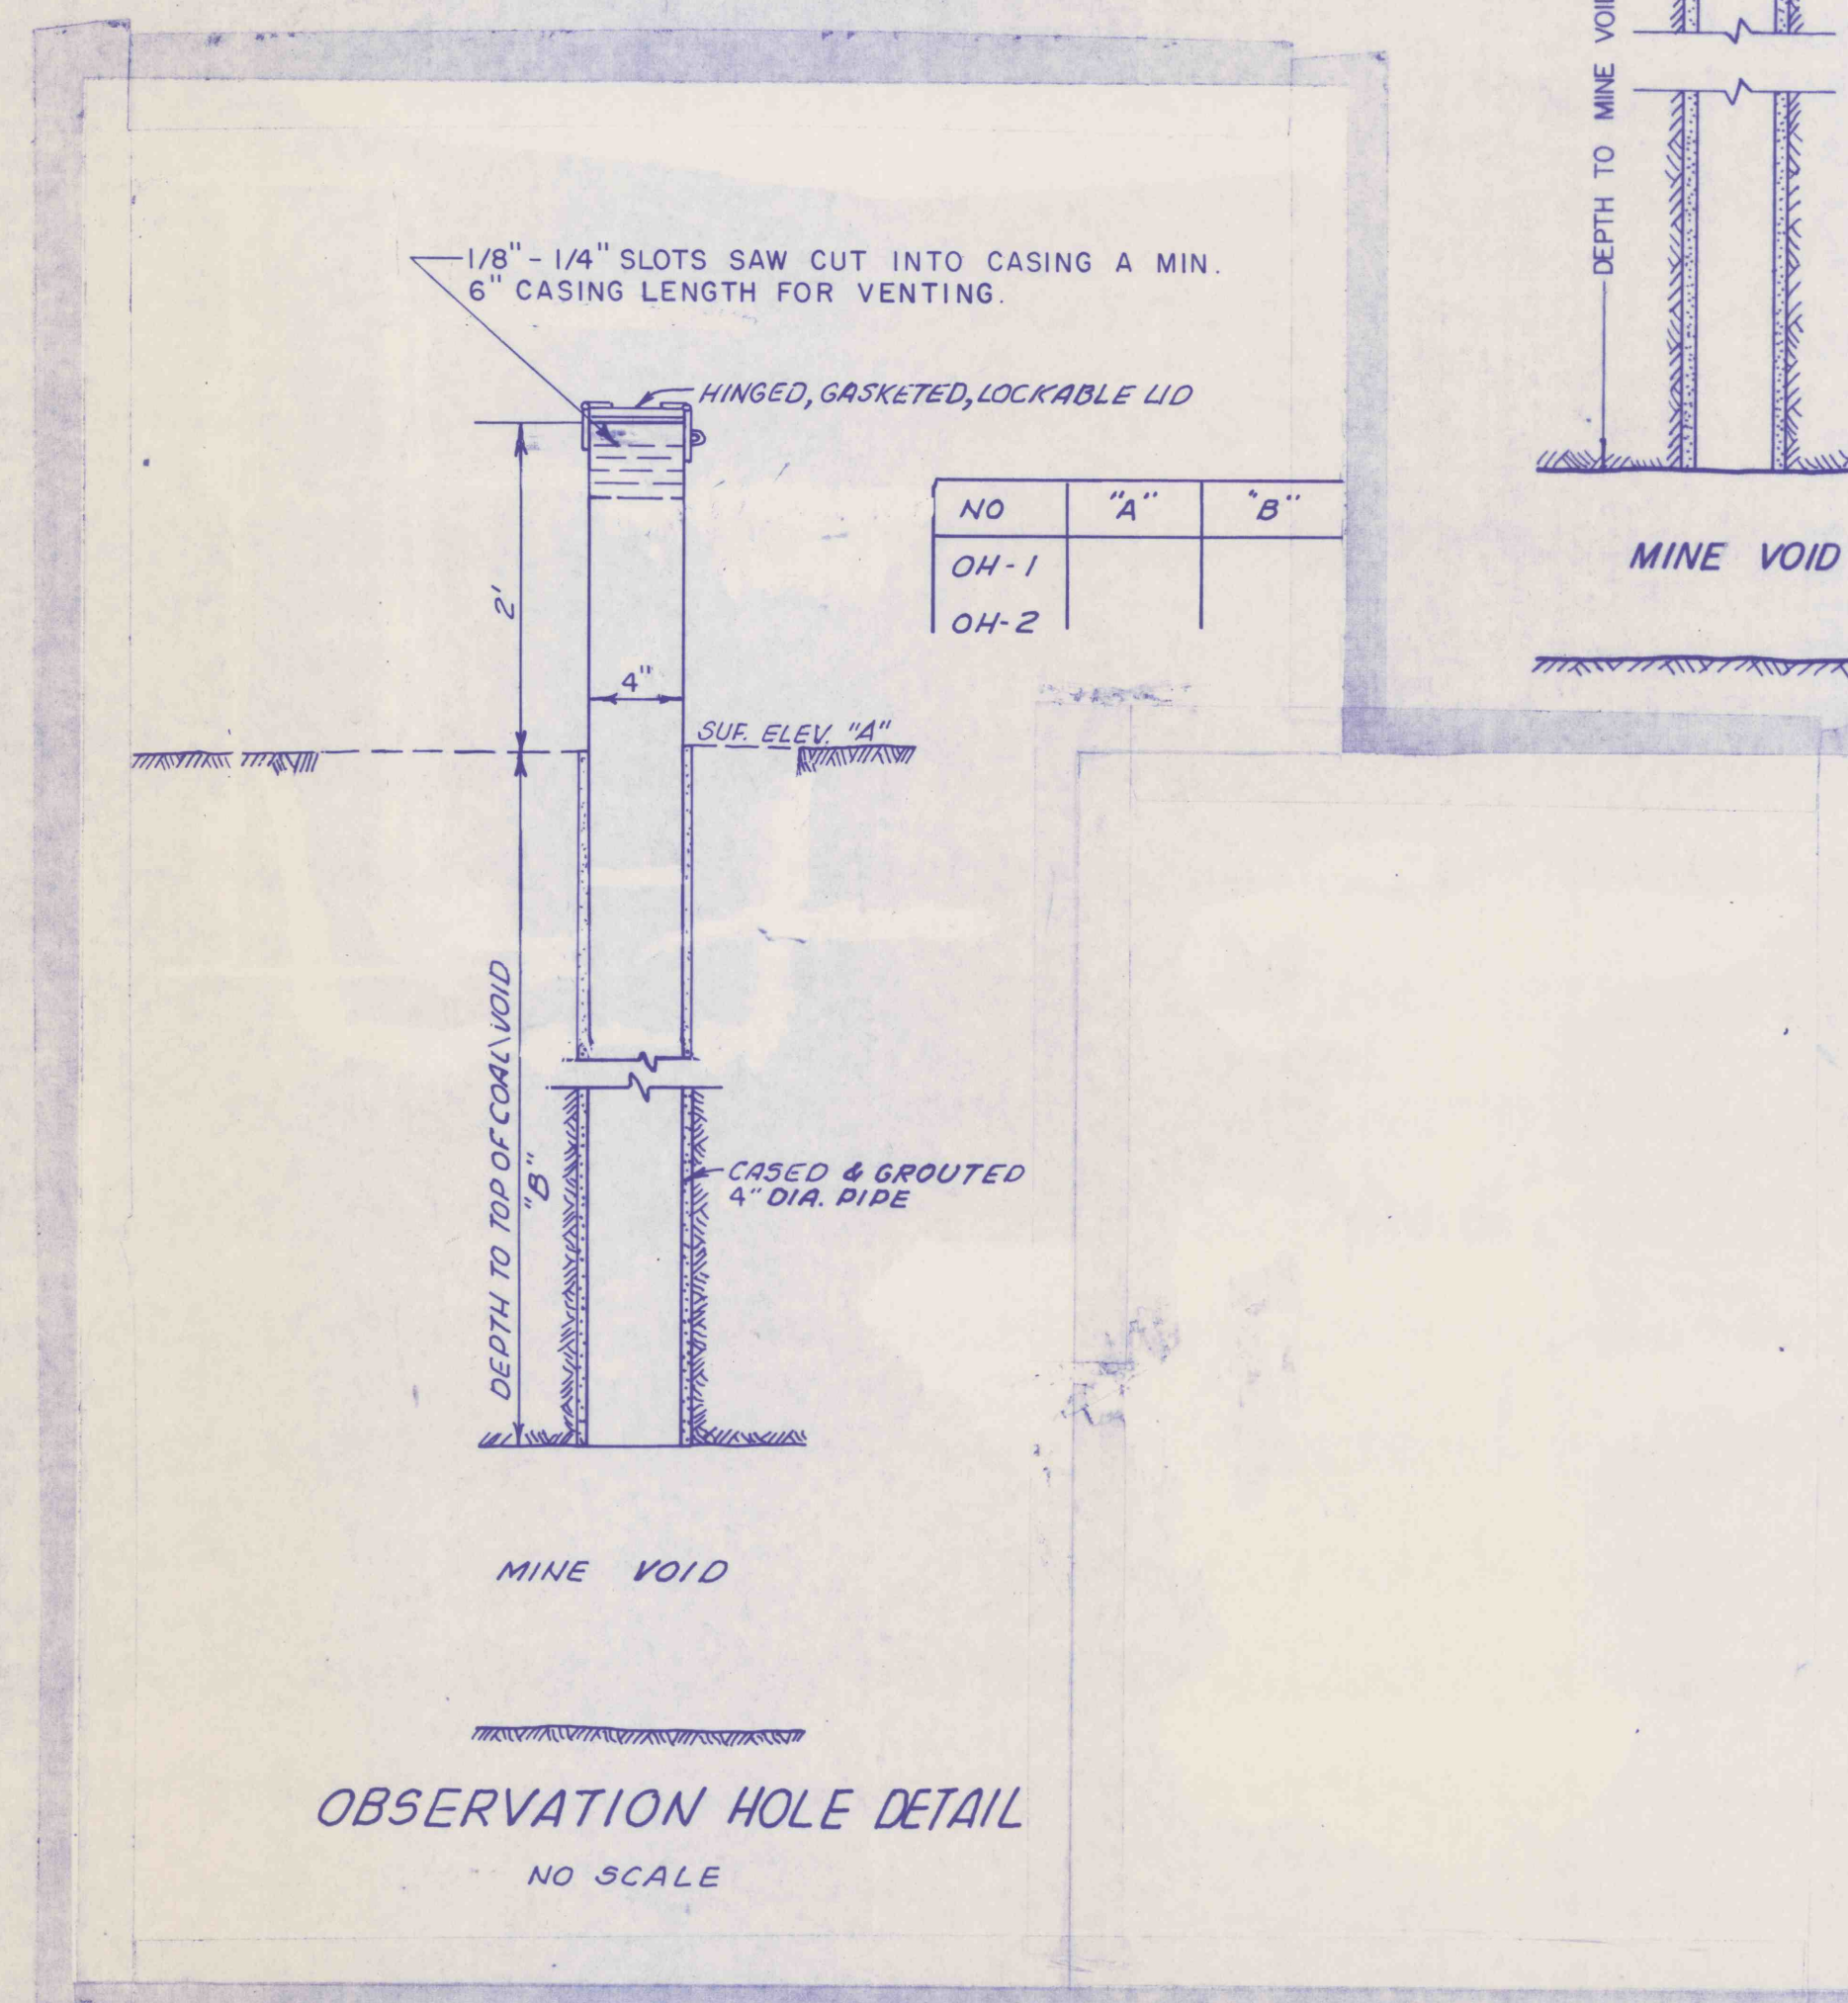 1/8" - 1/4" SLOTS SAW CUT INTO CASING A MIN.
6" CASING LENGTH FOR VENTING.
HINGED, GASKETED, LOCKABLE LID
NO "A" "B"
OH-1
OH-2
2'
4"
SUF. ELEV. "A"
DEPTH TO TOP OF COAL\VOID
"B"
CASED & GROUTED
4" DIA. PIPE
MINE VOID
OBSERVATION HOLE DETAIL
NO SCALE
DEPTH TO MINE VOID
MINE VOID